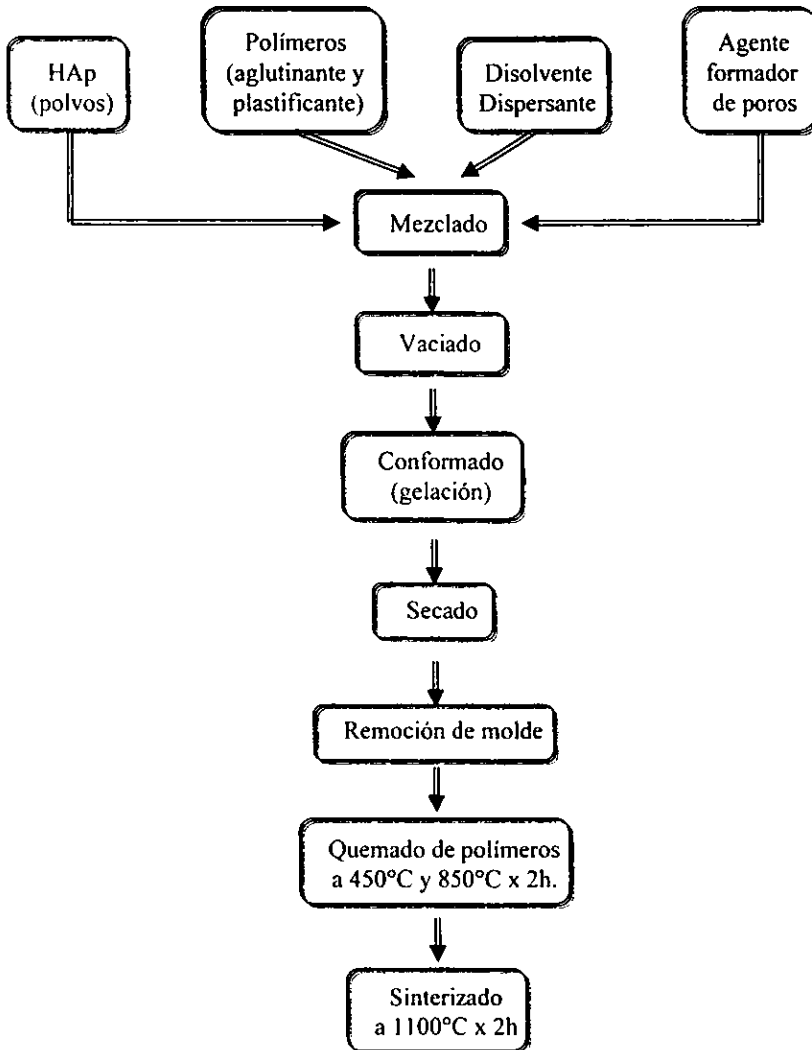 HAp
(polvos)
Polímeros
(aglutinante y
plastificante)
Disolvente
Dispersante
Agente
formador
de poros
Mezclado
Vaciado
Conformado
(gelación)
Secado
Remoción de molde
Quemado de polímeros
a 450°C y 850°C x 2h.
Sinterizado
a 1100°C x 2h